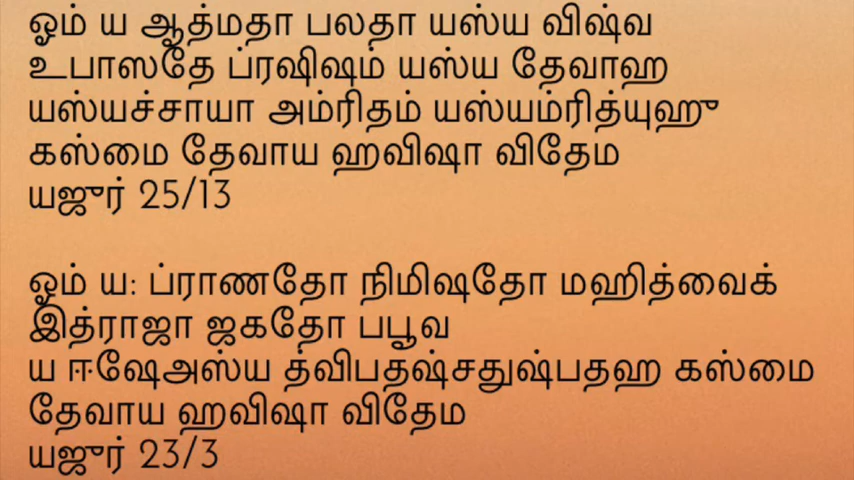 ஓம் ய ஆத்மதா பலதா யஸ்ய விஷ்வ
உபாஸதே ப்ரஷிஷம் யஸ்ய தேவாஹ
யஸ்யச்சாயா அம்ரிதம் யஸ்யம்ரித்யுஹு
கஸ்மை தேவாய ஹவிஷா விதேம
யஜுர் 25/13
ஓம் ய: ப்ராணதோ நிமிஷதோ மஹித்வைக்
இத்ராஜா ஜகதோ பபூவ
ய ஈஷேஅஸ்ய த்விபதஷ்சதுஷ்பதஹ கஸ்மை
தேவாய ஹவிஷா விதேம
யஜுர் 23/3